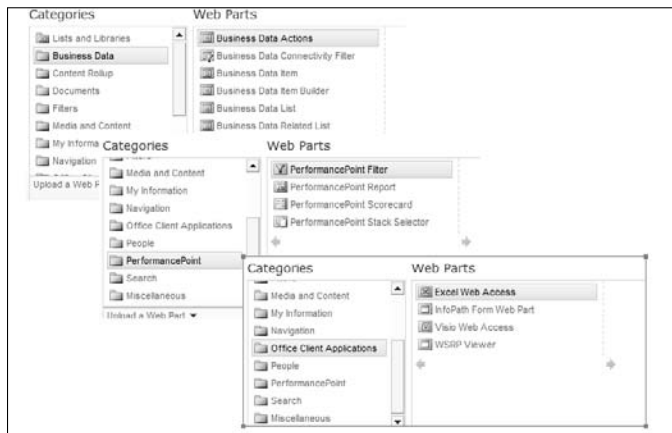 Categories
Web Parts
Lists and Libraries
Business Data
Content Rollup
Documents
Filters
Media and Content
My Informa
Navigation
Upload a Web P
Business Data Actions
Business Data Connectivity Filter
Business Data Item
Business Data Item Builder
Business Data List
Business Data Related List
Categories
Web Parts
Media and Content
My Information
Navigation
Office Client Applications
People
PerformancePoint
Search
Miscellaneous
Upload a Web Part
PerformancePoint Filter
PerformancePoint Report
PerformancePoint Scorecard
PerformancePoint Stack Selector
Categories
Web Parts
Media and Content
My Information
Navigation
Office Client Applications
People
PerformancePoint
Search
Miscellaneous
Excel Web Access
InfoPath Form Web Part
Visio Web Access
WSRP Viewer